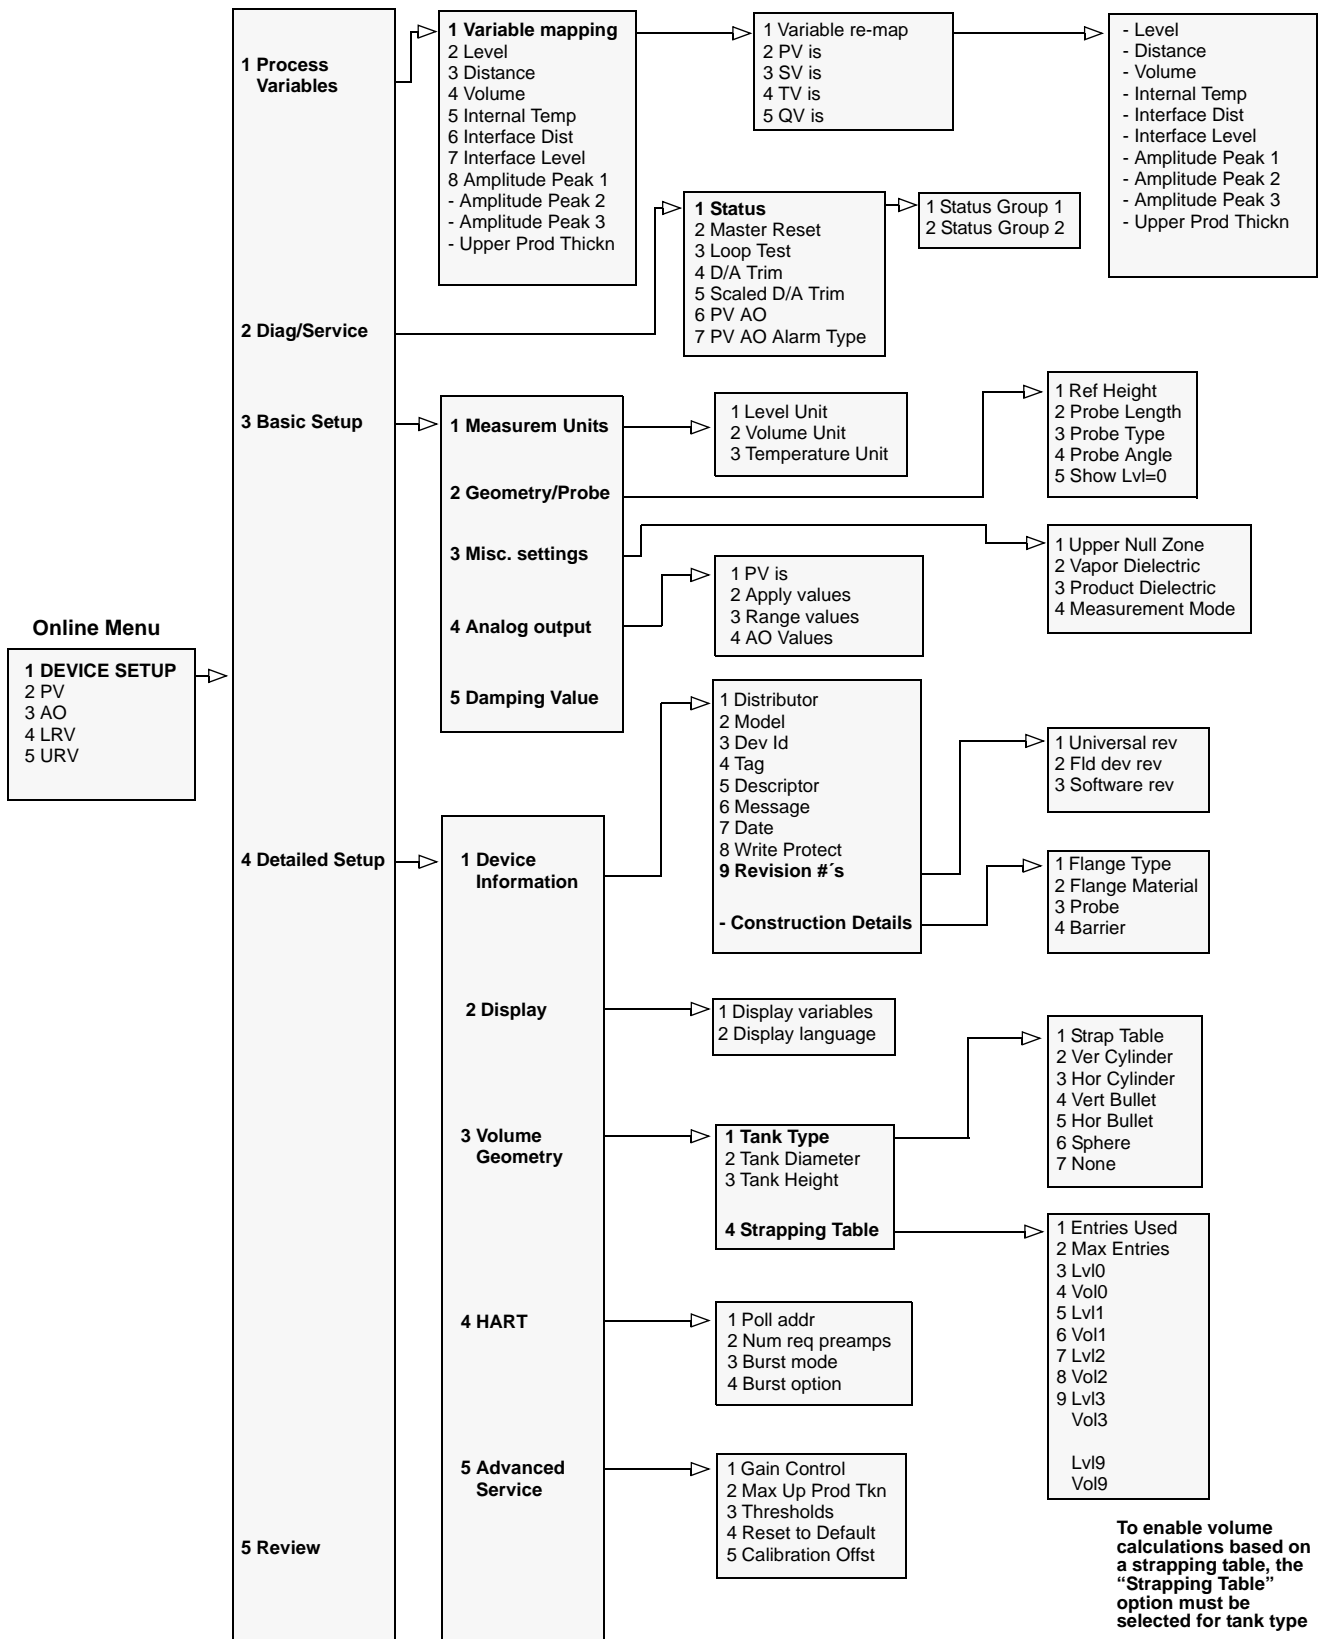 Online Menu
1 DEVICE SETUP
2 PV
3 AO
4 LRV
5 URV
1 Process
Variables
2 Diag/Service
3 Basic Setup
4 Detailed Setup
5 Review
1 Variable mapping
2 Level
3 Distance
4 Volume
5 Internal Temp
6 Interface Dist
7 Interface Level
8 Amplitude Peak 1
- Amplitude Peak 2
- Amplitude Peak 3
- Upper Prod Thickn
1 Variable re-map
2 PV is
3 SV is
4 TV is
5 QV is
- Level
- Distance
- Volume
- Internal Temp
- Interface Dist
- Interface Level
- Amplitude Peak 1
- Amplitude Peak 2
- Amplitude Peak 3
- Upper Prod Thickn
1 Status
2 Master Reset
3 Loop Test
4 D/A Trim
5 Scaled D/A Trim
6 PV AO
7 PV AO Alarm Type
1 Status Group 1
2 Status Group 2
1 Measurem Units
2 Geometry/Probe
3 Misc. settings
4 Analog output
5 Damping Value
1 Level Unit
2 Volume Unit
3 Temperature Unit
1 Ref Height
2 Probe Length
3 Probe Type
4 Probe Angle
5 Show Lvl=0
1 Upper Null Zone
2 Vapor Dielectric
3 Product Dielectric
4 Measurement Mode
1 PV is
2 Apply values
3 Range values
4 AO Values
1 Device
Information
2 Display
3 Volume
Geometry
4 HART
5 Advanced
Service
1 Distributor
2 Model
3 Dev Id
4 Tag
5 Descriptor
6 Message
7 Date
8 Write Protect
9 Revision #´s
- Construction Details
1 Universal rev
2 Fld dev rev
3 Software rev
1 Flange Type
2 Flange Material
3 Probe
4 Barrier
1 Display variables
2 Display language
1 Tank Type
2 Tank Diameter
3 Tank Height
4 Strapping Table
1 Strap Table
2 Ver Cylinder
3 Hor Cylinder
4 Vert Bullet
5 Hor Bullet
6 Sphere
7 None
1 Entries Used
2 Max Entries
3 Lvl0
4 Vol0
5 Lvl1
6 Vol1
7 Lvl2
8 Vol2
9 Lvl3
Vol3
Lvl9
Vol9
1 Poll addr
2 Num req preamps
3 Burst mode
4 Burst option
1 Gain Control
2 Max Up Prod Tkn
3 Thresholds
4 Reset to Default
5 Calibration Offst
To enable volume
calculations based on
a strapping table, the
“Strapping Table”
option must be
selected for tank type